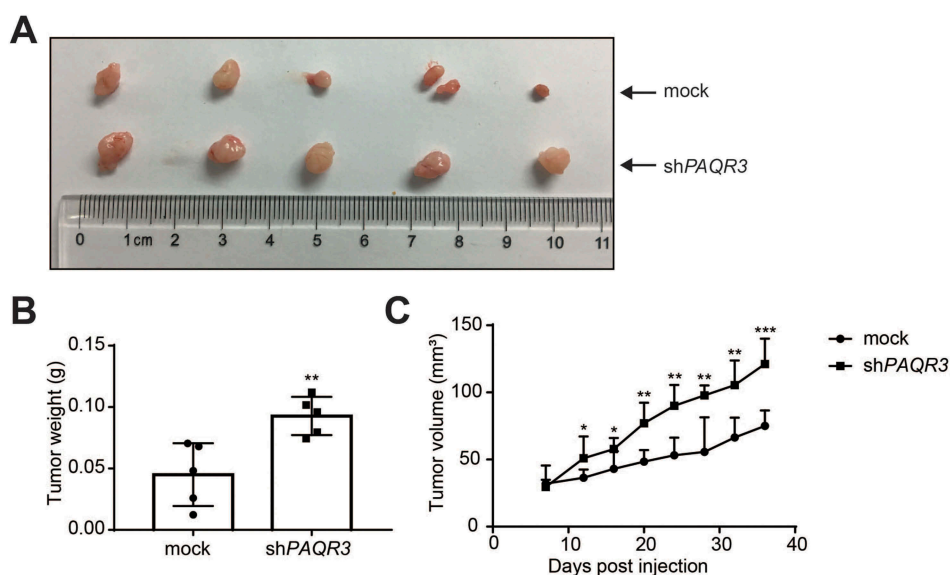 A
mock
shPAQR3
0 1cm 2 3 4 5 6 7 8 9 10 11
B
0.15
**
0.10
0.05
0.00
Tumor weight (g)
mock shPAQR3
C
150
***
** ** ** **
* *
100
50
0
Tumor volume (mm³)
0 10 20 30 40
Days post injection
mock
shPAQR3